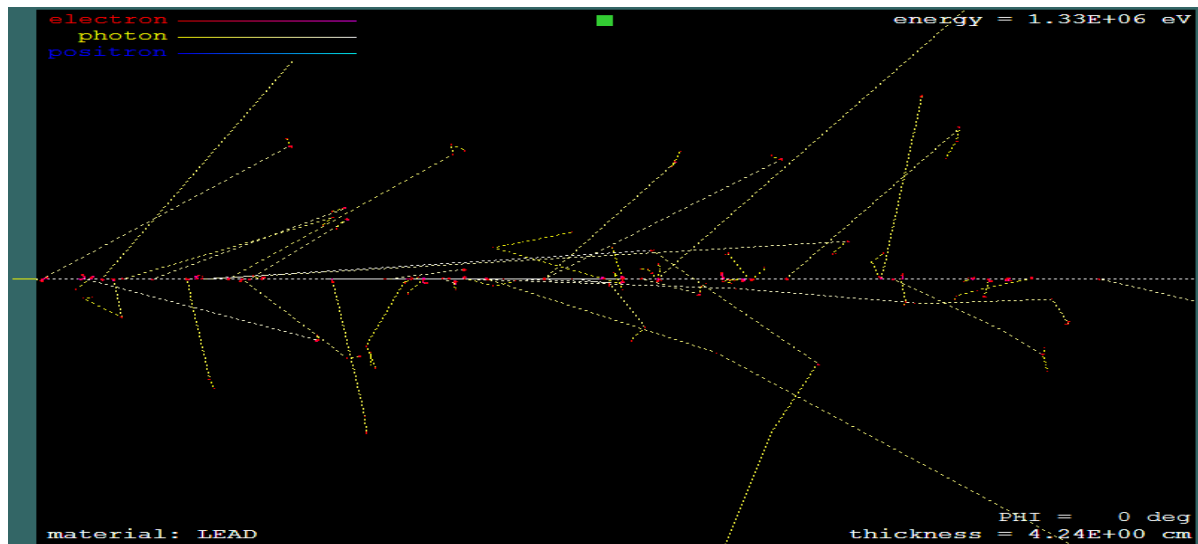 electron
photon
positron
energy = 1.33E+06 eV
material: LEAD
PHI = 0 deg
thickness = 4.24E+00 cm